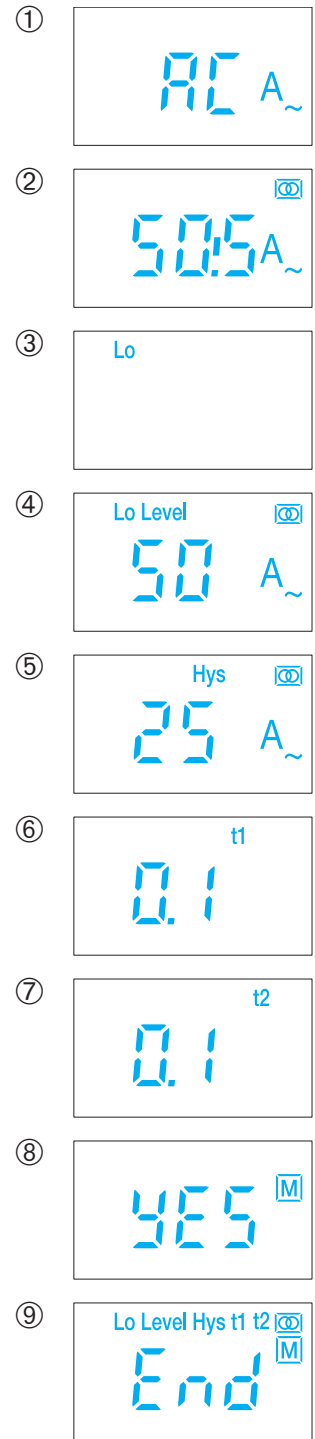 ①
AC A~
②
50:5A~
③
Lo
④
Lo Level
50 A~
⑤
Hys
25 A~
⑥
t1
0.1
⑦
t2
0.1
⑧
YES M
⑨
Lo Level Hys t1 t2
M
End